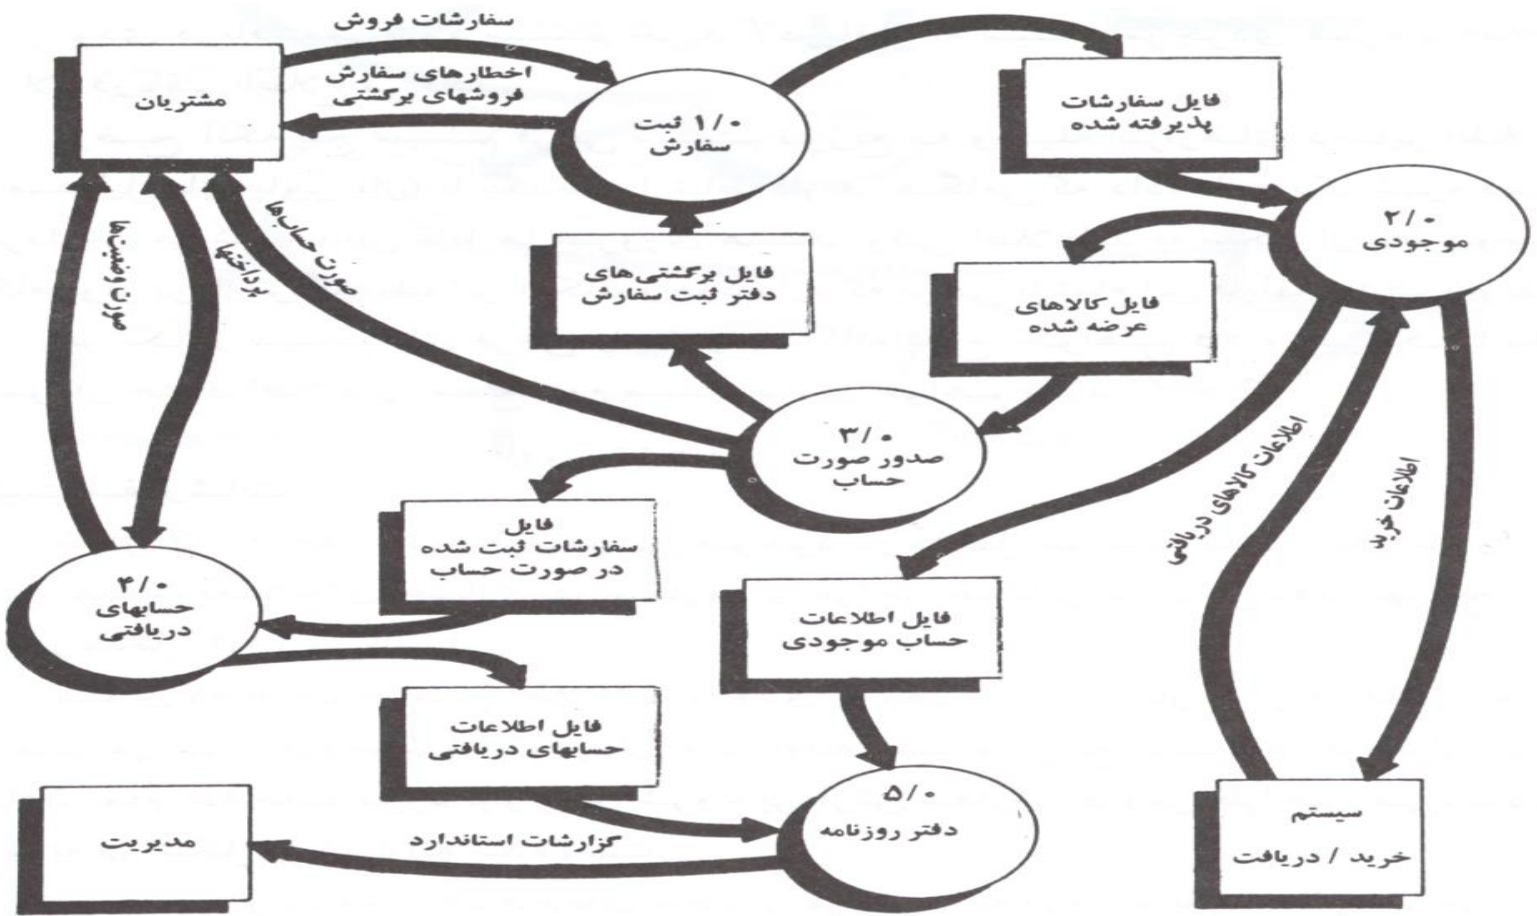 سفارشات فروش
اخطارهای سفارش
فروشهای برگشتی
مشتریان
۱/۰ ثبت
سفارش
فایل سفارشات
پذیرفته شده
۲/۰
موجودی
فایل برگشتی‌های
دفتر ثبت سفارش
فایل کالاهای
عرضه شده
صورت وضعیت‌ها
پرداختها
صورت حساب‌ها
۳/۰
صدور صورت
حساب
اطلاعات کالاهای دریافتی
اطلاعات خرید
فایل
سفارشات ثبت شده
در صورت حساب
۴/۰
حسابهای
دریافتی
فایل اطلاعات
حساب موجودی
فایل اطلاعات
حسابهای دریافتی
۵/۰
دفتر روزنامه
گزارشات استاندارد
مدیریت
سیستم
خرید / دریافت